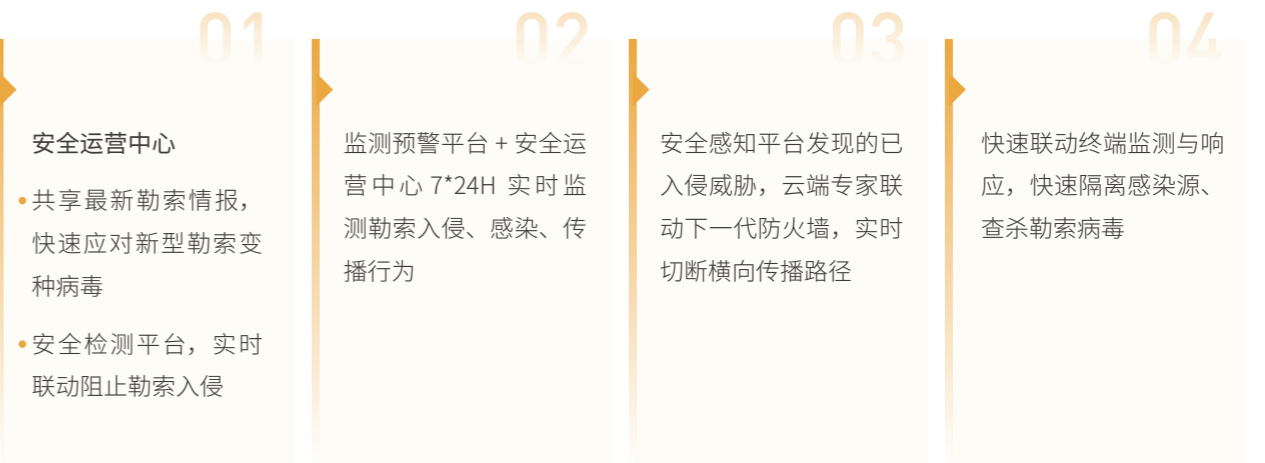 01
安全运营中心
•共享最新勒索情报，
快速应对新型勒索变
种病毒
•安全检测平台，实时
联动阻止勒索入侵
02
监测预警平台 + 安全运
营中心 7*24H 实时监
测勒索入侵、感染、传
播行为
03
安全感知平台发现的已
入侵威胁，云端专家联
动下一代防火墙，实时
切断横向传播路径
04
快速联动终端监测与响
应，快速隔离感染源、
查杀勒索病毒